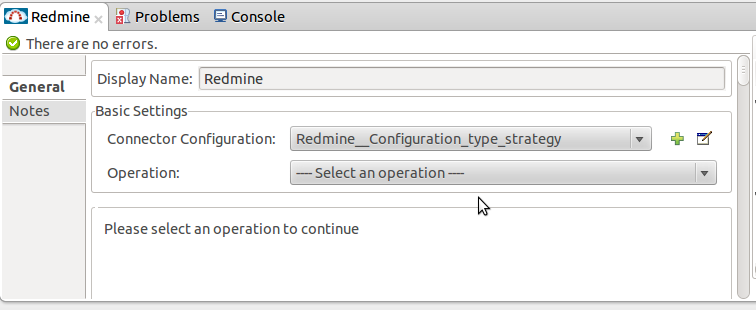 Redmine Problems Console
There are no errors.
General
Notes
Display Name: Redmine
Basic Settings
Connector Configuration: Redmine__Configuration_type_strategy
Operation: ---- Select an operation ----
Please select an operation to continue